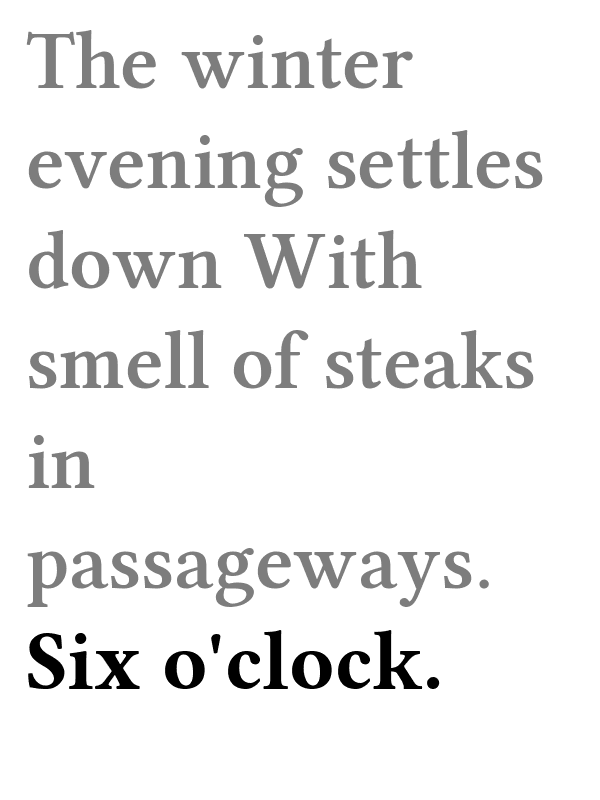 The winter
evening settles
down With
smell of steaks
in
passageways.
Six o'clock.